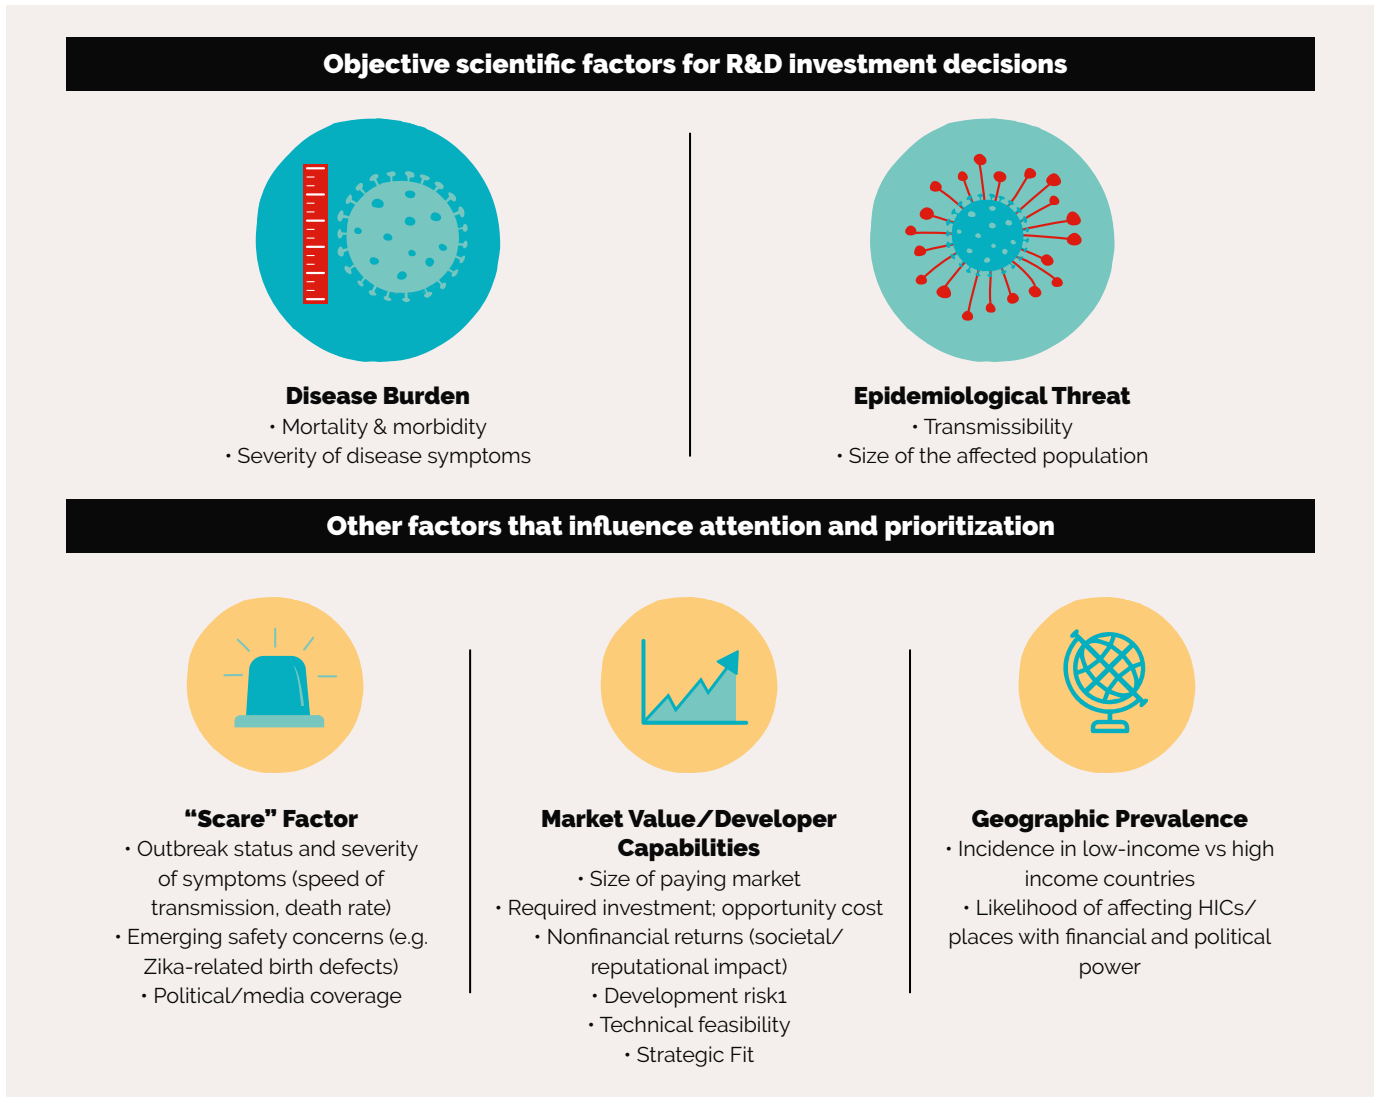 Objective scientific factors for R&D investment decisions
Disease Burden
• Mortality & morbidity
• Severity of disease symptoms
Epidemiological Threat
• Transmissibility
• Size of the affected population
Other factors that influence attention and prioritization
“Scare” Factor
• Outbreak status and severity
of symptoms (speed of
transmission, death rate)
• Emerging safety concerns (e.g.
Zika-related birth defects)
• Political/media coverage
Market Value/Developer
Capabilities
• Size of paying market
• Required investment; opportunity cost
• Nonfinancial returns (societal/
reputational impact)
• Development risk1
• Technical feasibility
• Strategic Fit
Geographic Prevalence
• Incidence in low-income vs high
income countries
• Likelihood of affecting HICs/
places with financial and political
power